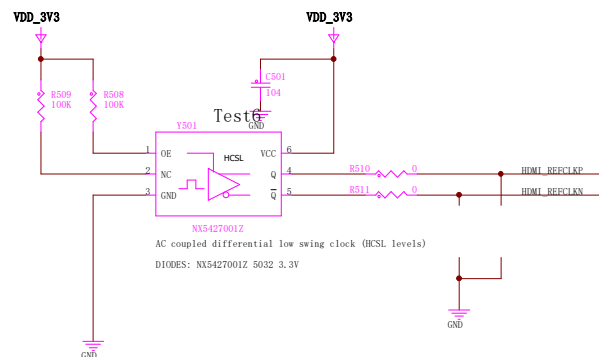 VDD_3V3
VDD_3V3
R509
100K
R508
100K
C501
104
GND
Test6
Y501
1
OE
2
NC
3
GND
HCSL
VCC
6
Q
4
Q
5
R510
0
R511
0
HDMI_REFCLKP
HDMI_REFCLKN
NX5427001Z
AC coupled differential low swing clock (HCSL levels)
DIODES: NX5427001Z 5032 3.3V
GND
GND